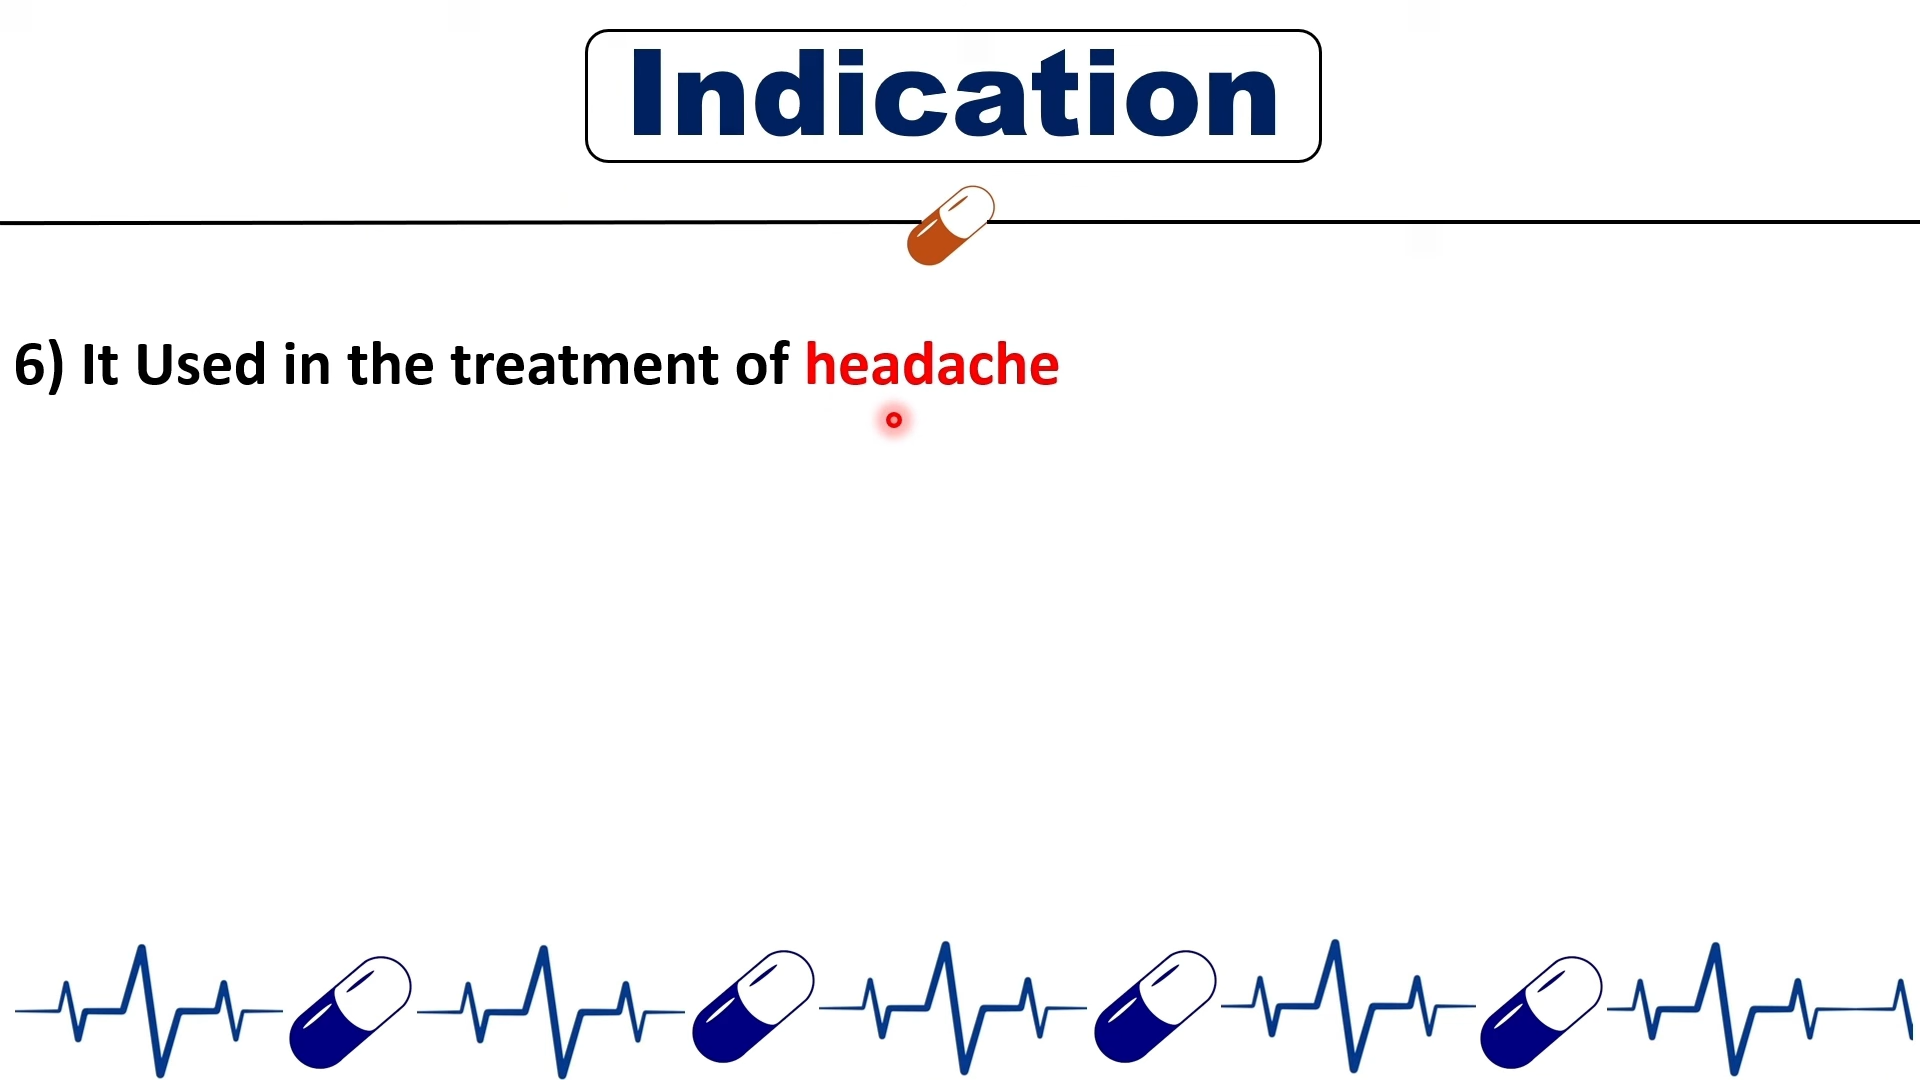 Indication
6) It Used in the treatment of headache